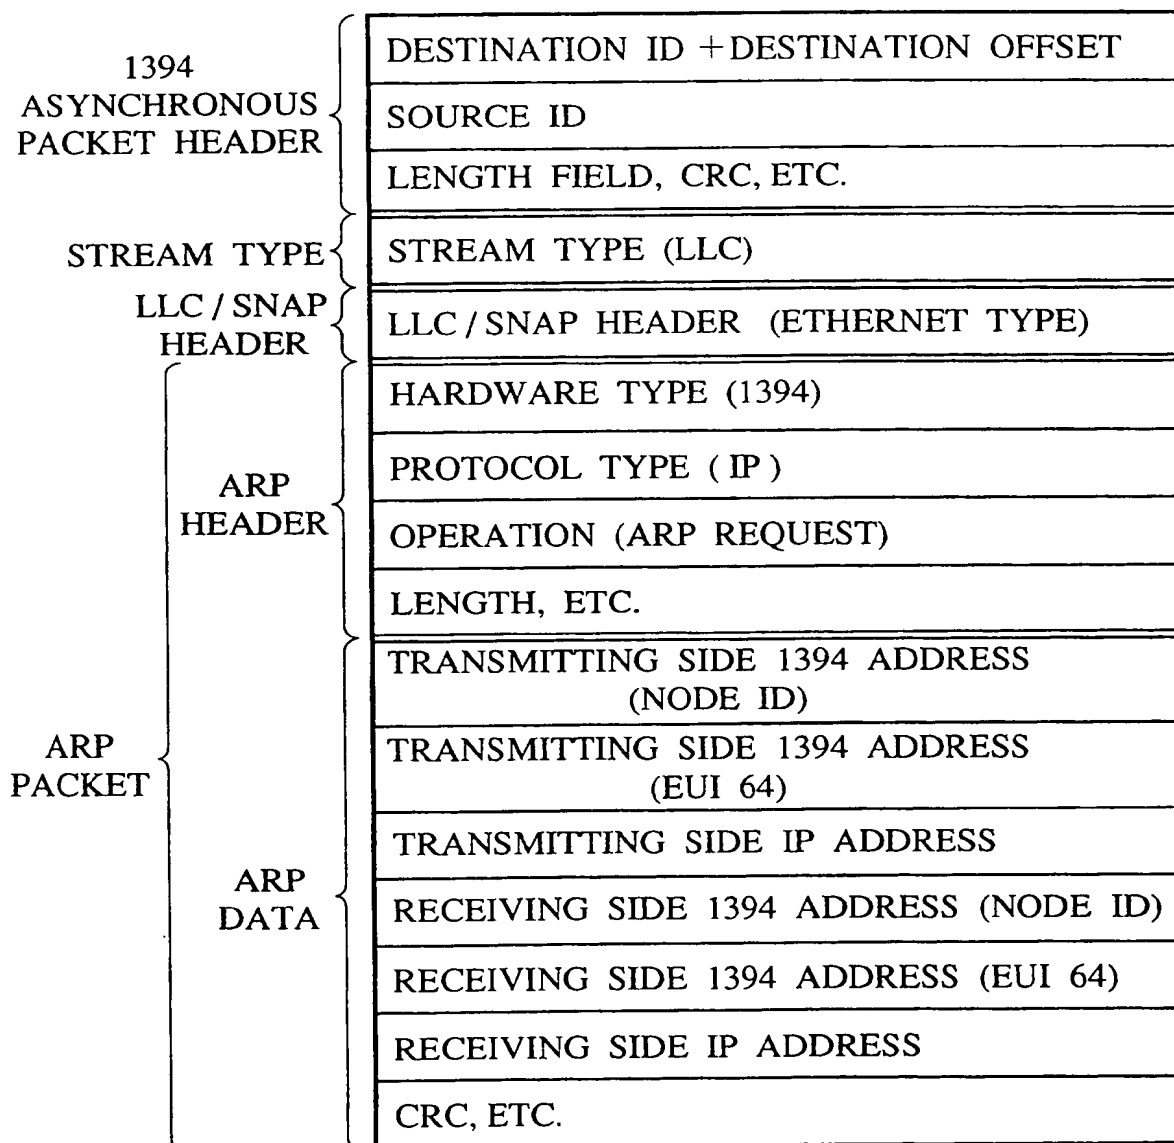 1394
ASYNCHRONOUS
PACKET HEADER
DESTINATION ID +DESTINATION OFFSET
SOURCE ID
LENGTH FIELD, CRC, ETC.
STREAM TYPE
STREAM TYPE (LLC)
LLC / SNAP
HEADER
LLC / SNAP HEADER (ETHERNET TYPE)
ARP
PACKET
ARP
HEADER
HARDWARE TYPE (1394)
PROTOCOL TYPE ( IP )
OPERATION (ARP REQUEST)
LENGTH, ETC.
ARP
DATA
TRANSMITTING SIDE 1394 ADDRESS
(NODE ID)
TRANSMITTING SIDE 1394 ADDRESS
(EUI 64)
TRANSMITTING SIDE IP ADDRESS
RECEIVING SIDE 1394 ADDRESS (NODE ID)
RECEIVING SIDE 1394 ADDRESS (EUI 64)
RECEIVING SIDE IP ADDRESS
CRC, ETC.